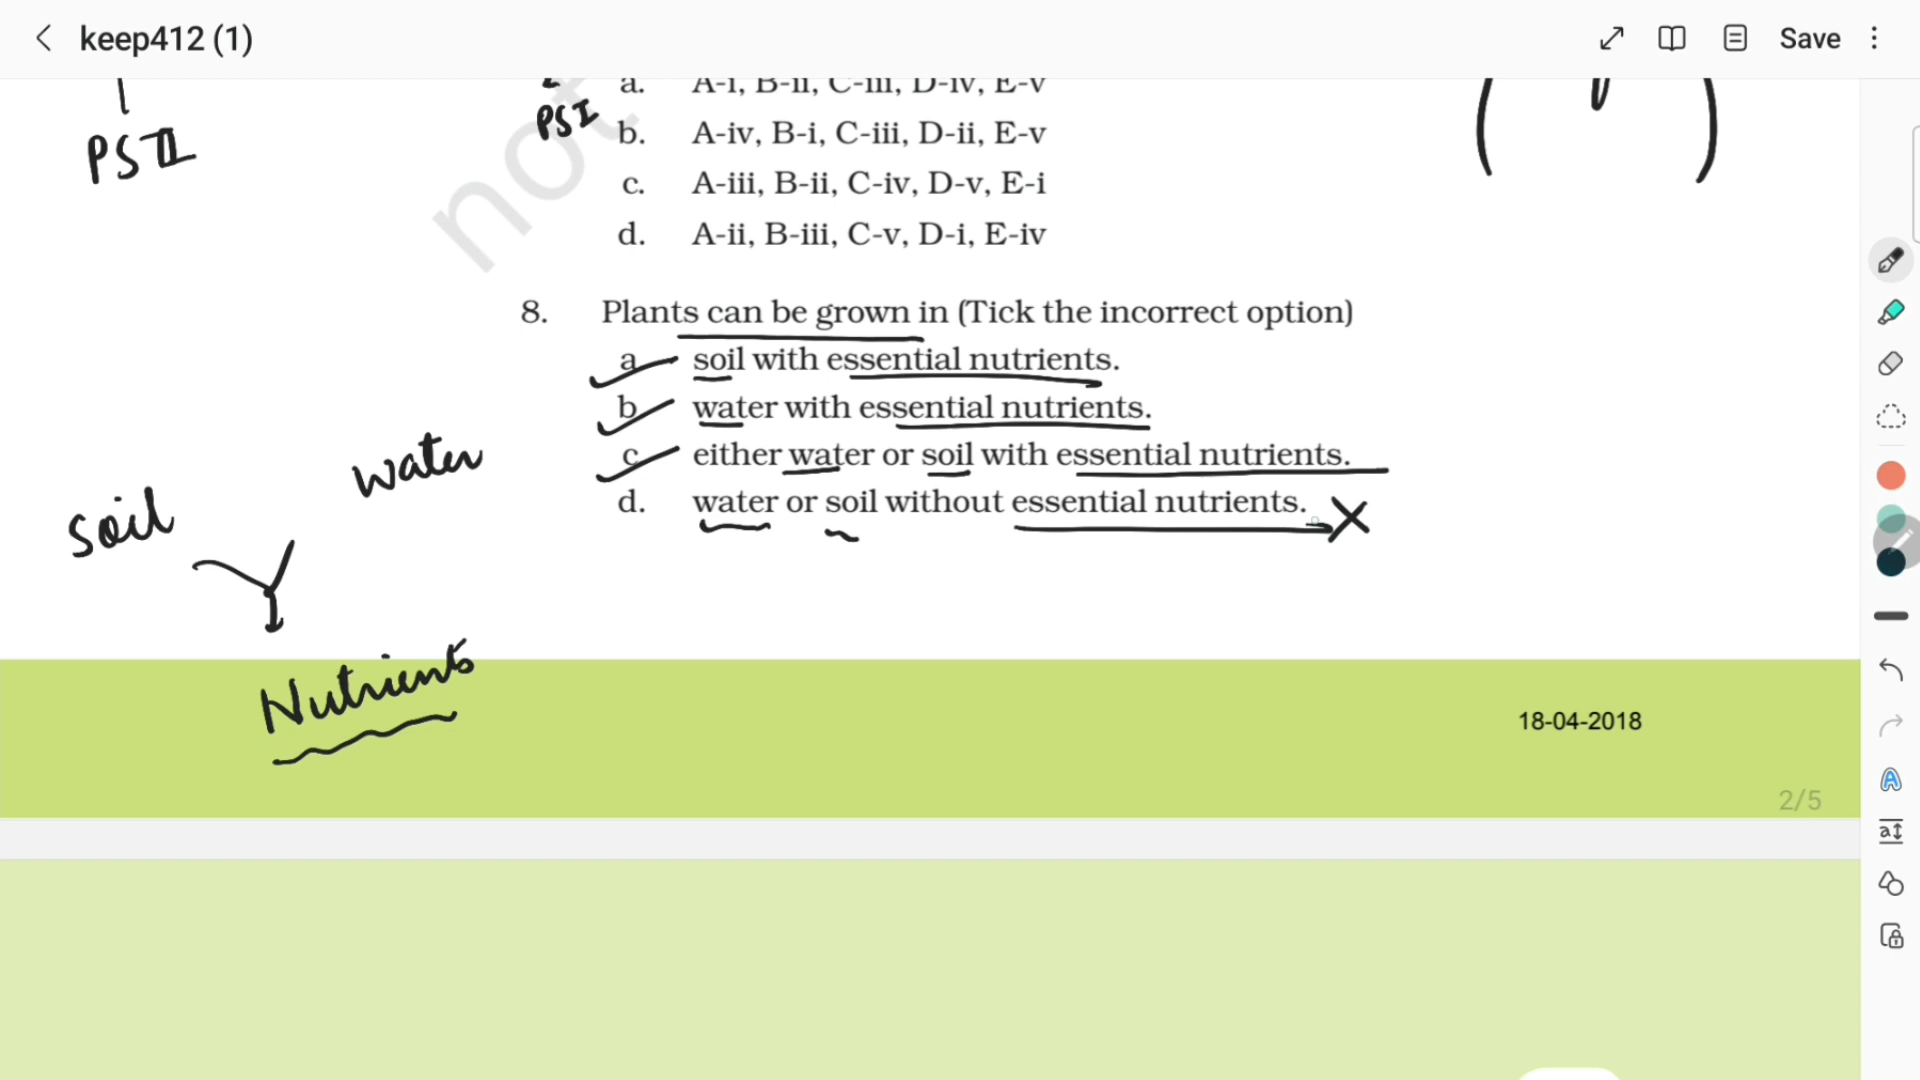 keep412 (1)
Save
PSII
PSI
not
a. A-i, B-ii, C-iii, D-iv, E-v
b. A-iv, B-i, C-iii, D-ii, E-v
c. A-iii, B-ii, C-iv, D-v, E-i
d. A-ii, B-iii, C-v, D-i, E-iv
8. Plants can be grown in (Tick the incorrect option)
a soil with essential nutrients.
b water with essential nutrients.
c either water or soil with essential nutrients.
d. water or soil without essential nutrients.
water
soil
Nutrients
18-04-2018
2/5